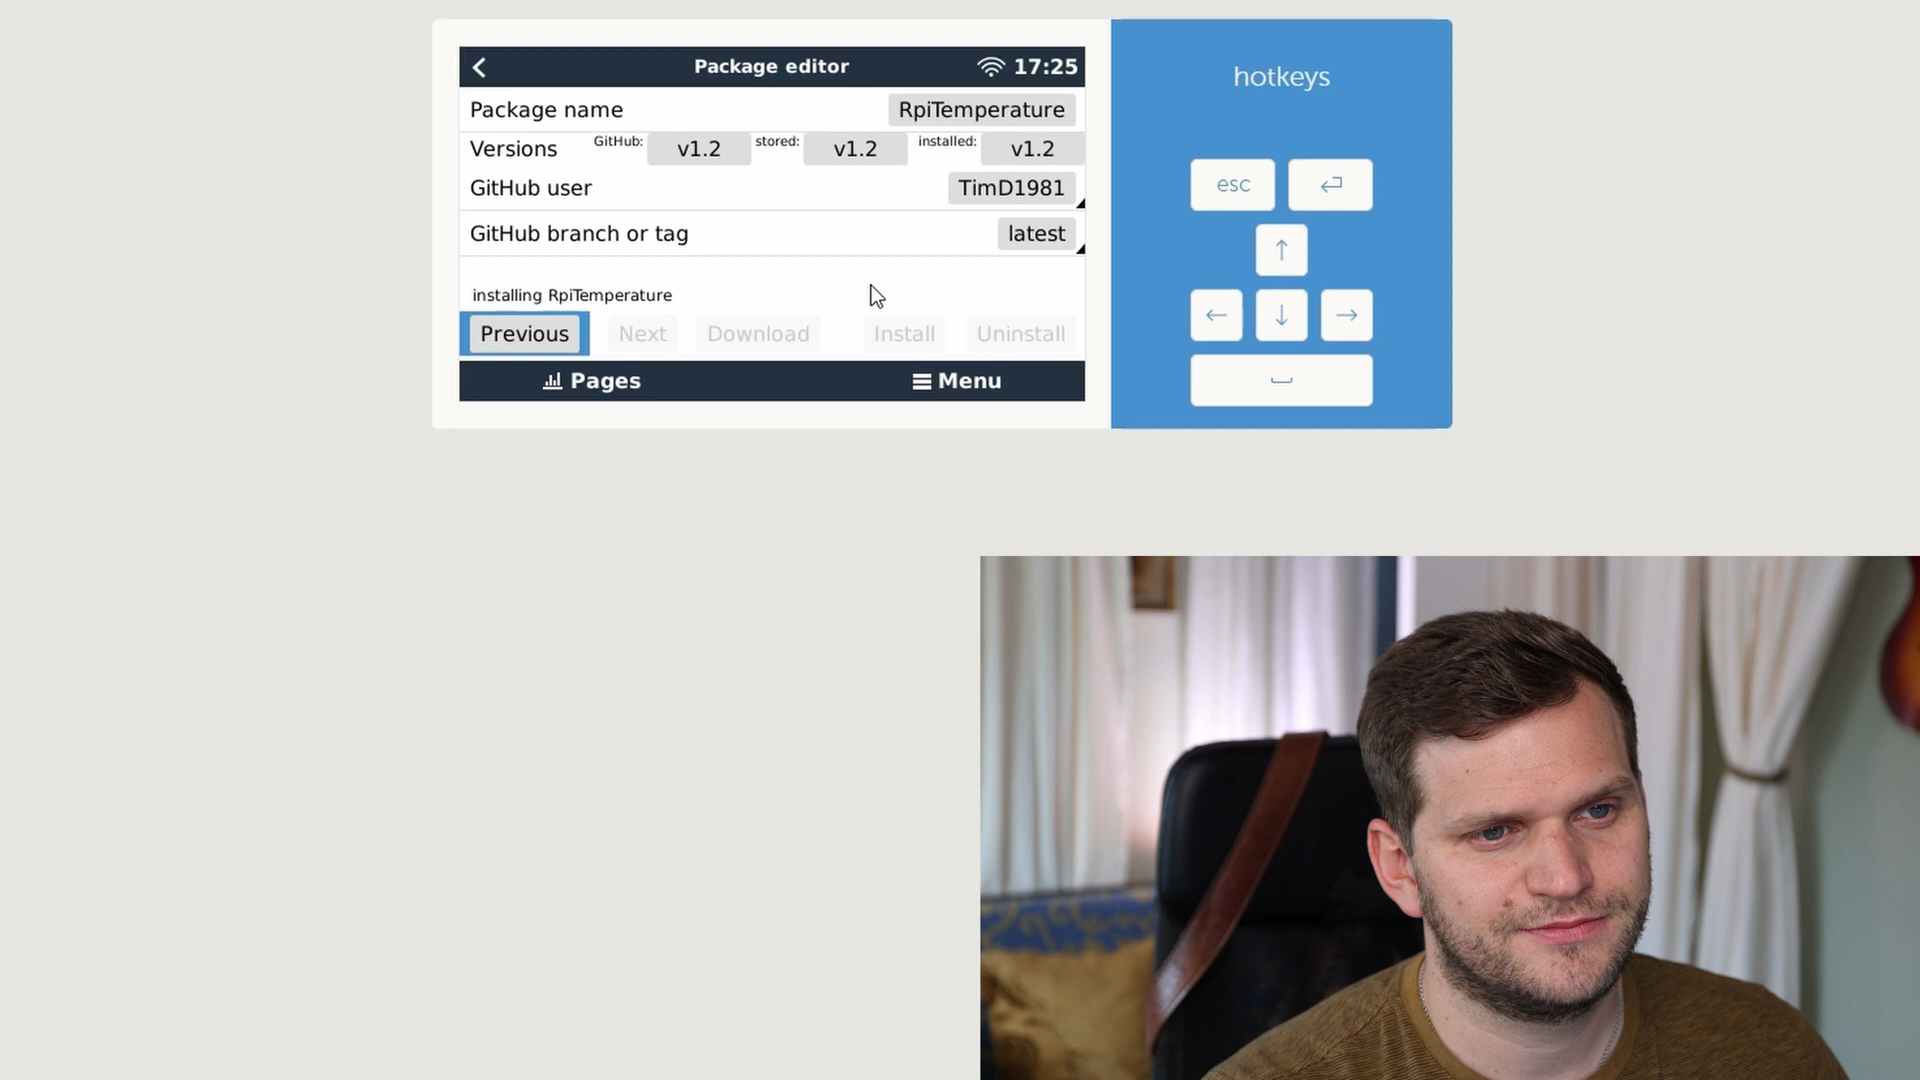 Package editor 17:25
Package name RpiTemperature
Versions GitHub: v1.2 stored: v1.2 installed: v1.2
GitHub user TimD1981
GitHub branch or tag latest
installing RpiTemperature
Previous Next Download Install Uninstall
Pages Menu
hotkeys
esc